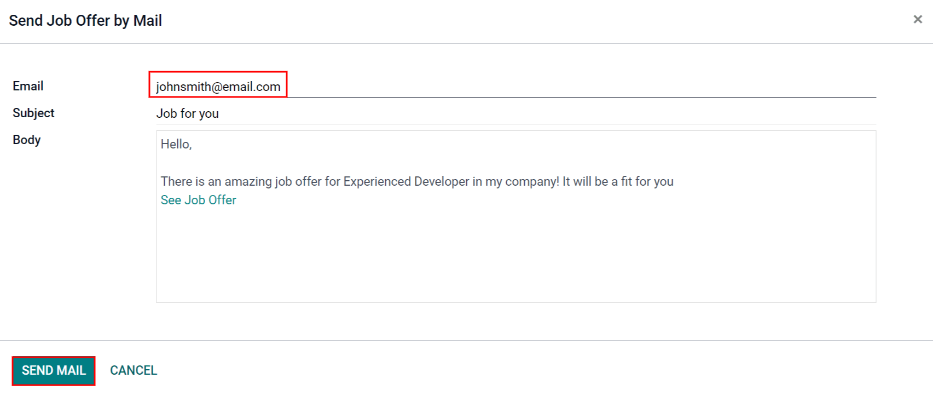 Send Job Offer by Mail ×
Email johnsmith@email.com
Subject Job for you
Body
Hello,
There is an amazing job offer for Experienced Developer in my company! It will be a fit for you
See Job Offer
SEND MAIL CANCEL